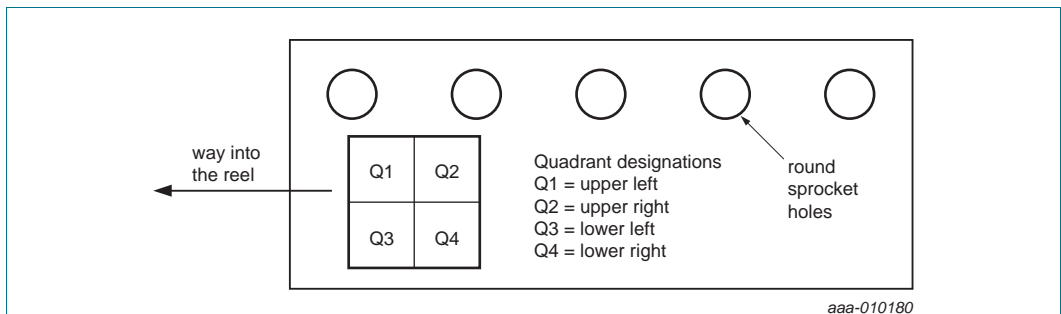 way into
the reel
Q1 Q2
Q3 Q4
Quadrant designations
Q1 = upper left
Q2 = upper right
Q3 = lower left
Q4 = lower right
round
sprocket
holes
aaa-010180